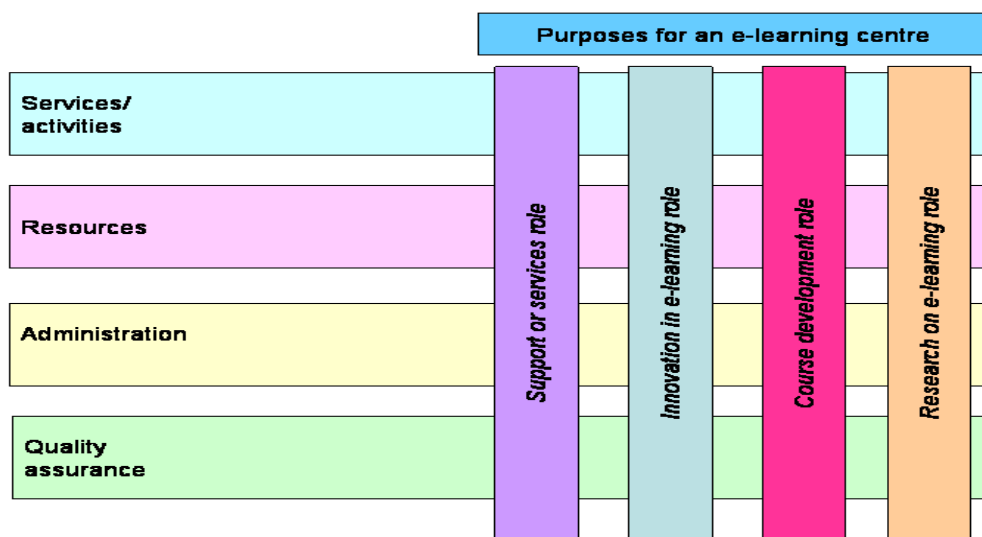 Purposes for an e-learning centre
Services/
activities
Resources
Administration
Quality
assurance
Support or services role
Innovation in e-learning role
Course development role
Research on e-learning role